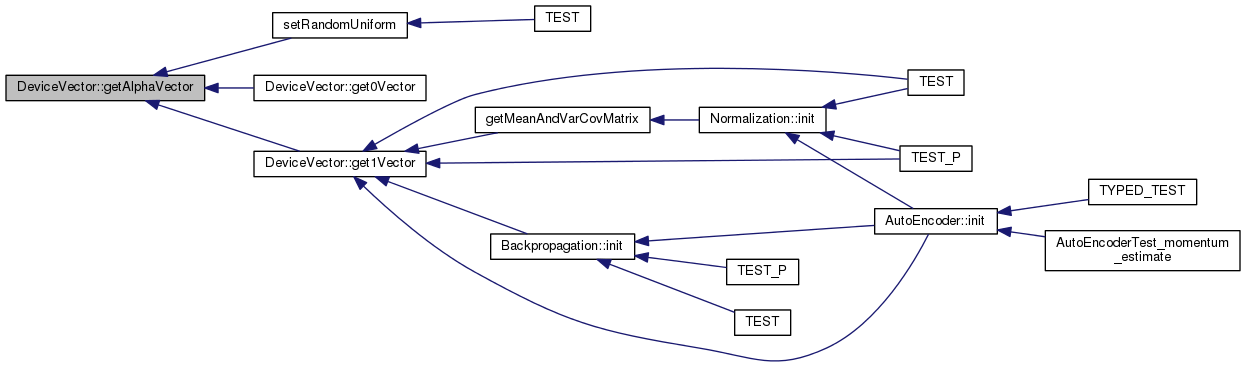 setRandomUniform
TEST
DeviceVector::getAlphaVector
DeviceVector::get0Vector
TEST
getMeanAndVarCovMatrix
Normalization::init
DeviceVector::get1Vector
TEST_P
TYPED_TEST
AutoEncoder::init
Backpropagation::init
AutoEncoderTest_momentum
_estimate
TEST_P
TEST